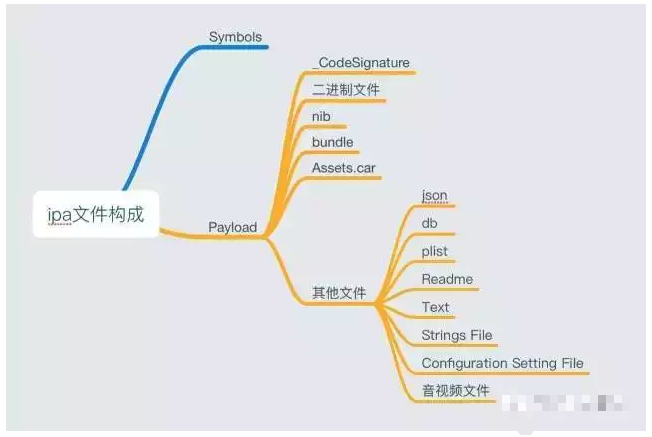 Symbols
_CodeSignature
二进制文件
nib
bundle
Assets.car
ipa文件构成
Payload
其他文件
json
db
plist
Readme
Text
Strings File
Configuration Setting File
音视频文件